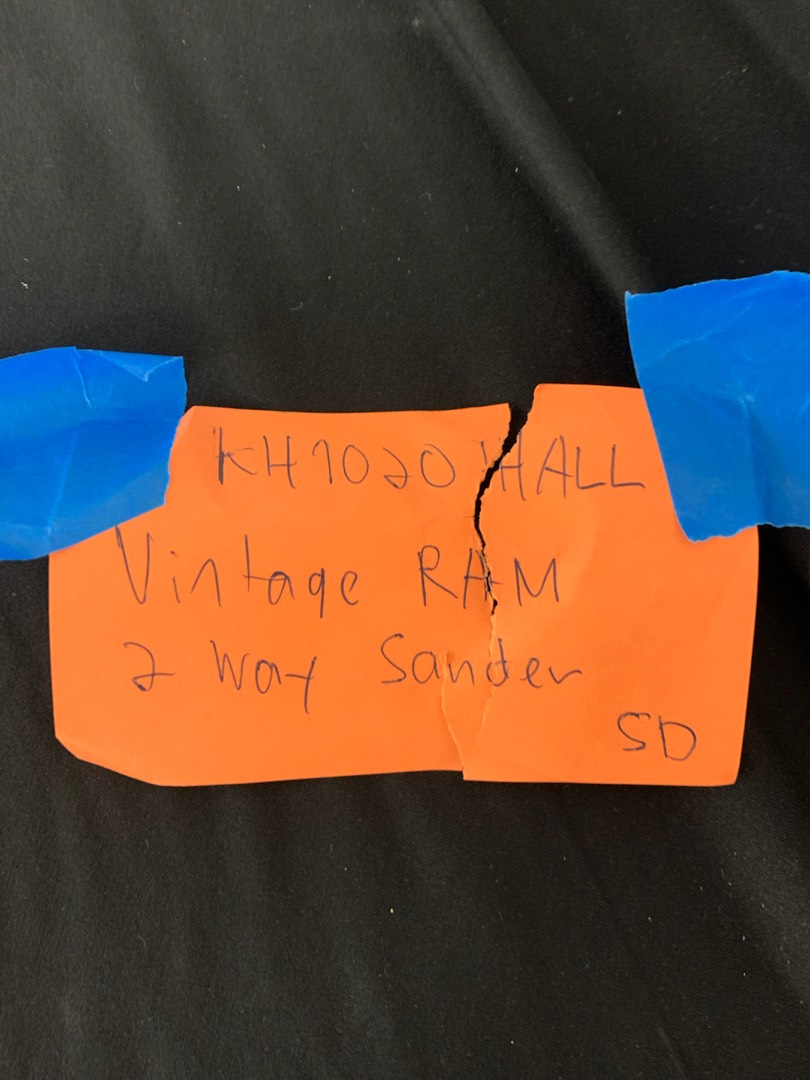 KH1020 HALL
Vintage RAM
2 Way Sander
SD